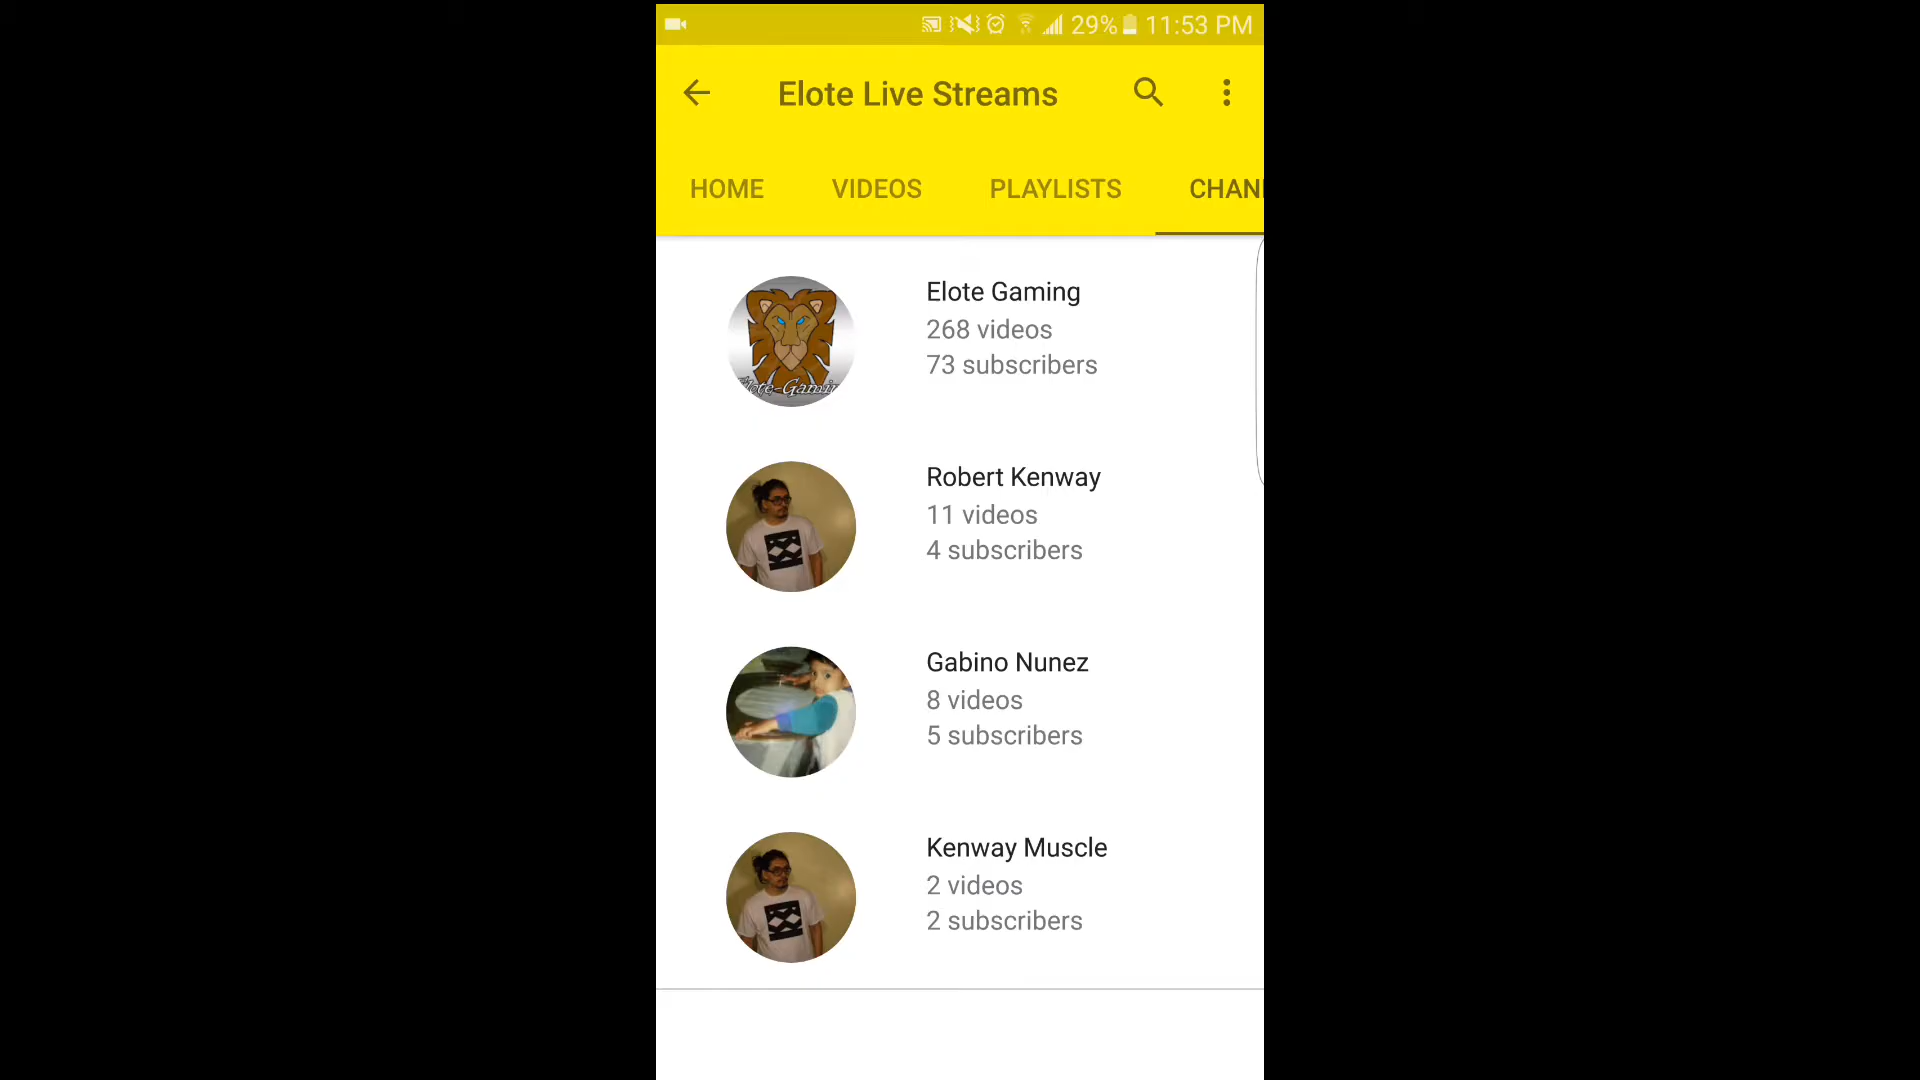 29% 11:53 PM
Elote Live Streams
HOME VIDEOS PLAYLISTS CHAN
Elote Gaming
268 videos
73 subscribers
Robert Kenway
11 videos
4 subscribers
Gabino Nunez
8 videos
5 subscribers
Kenway Muscle
2 videos
2 subscribers